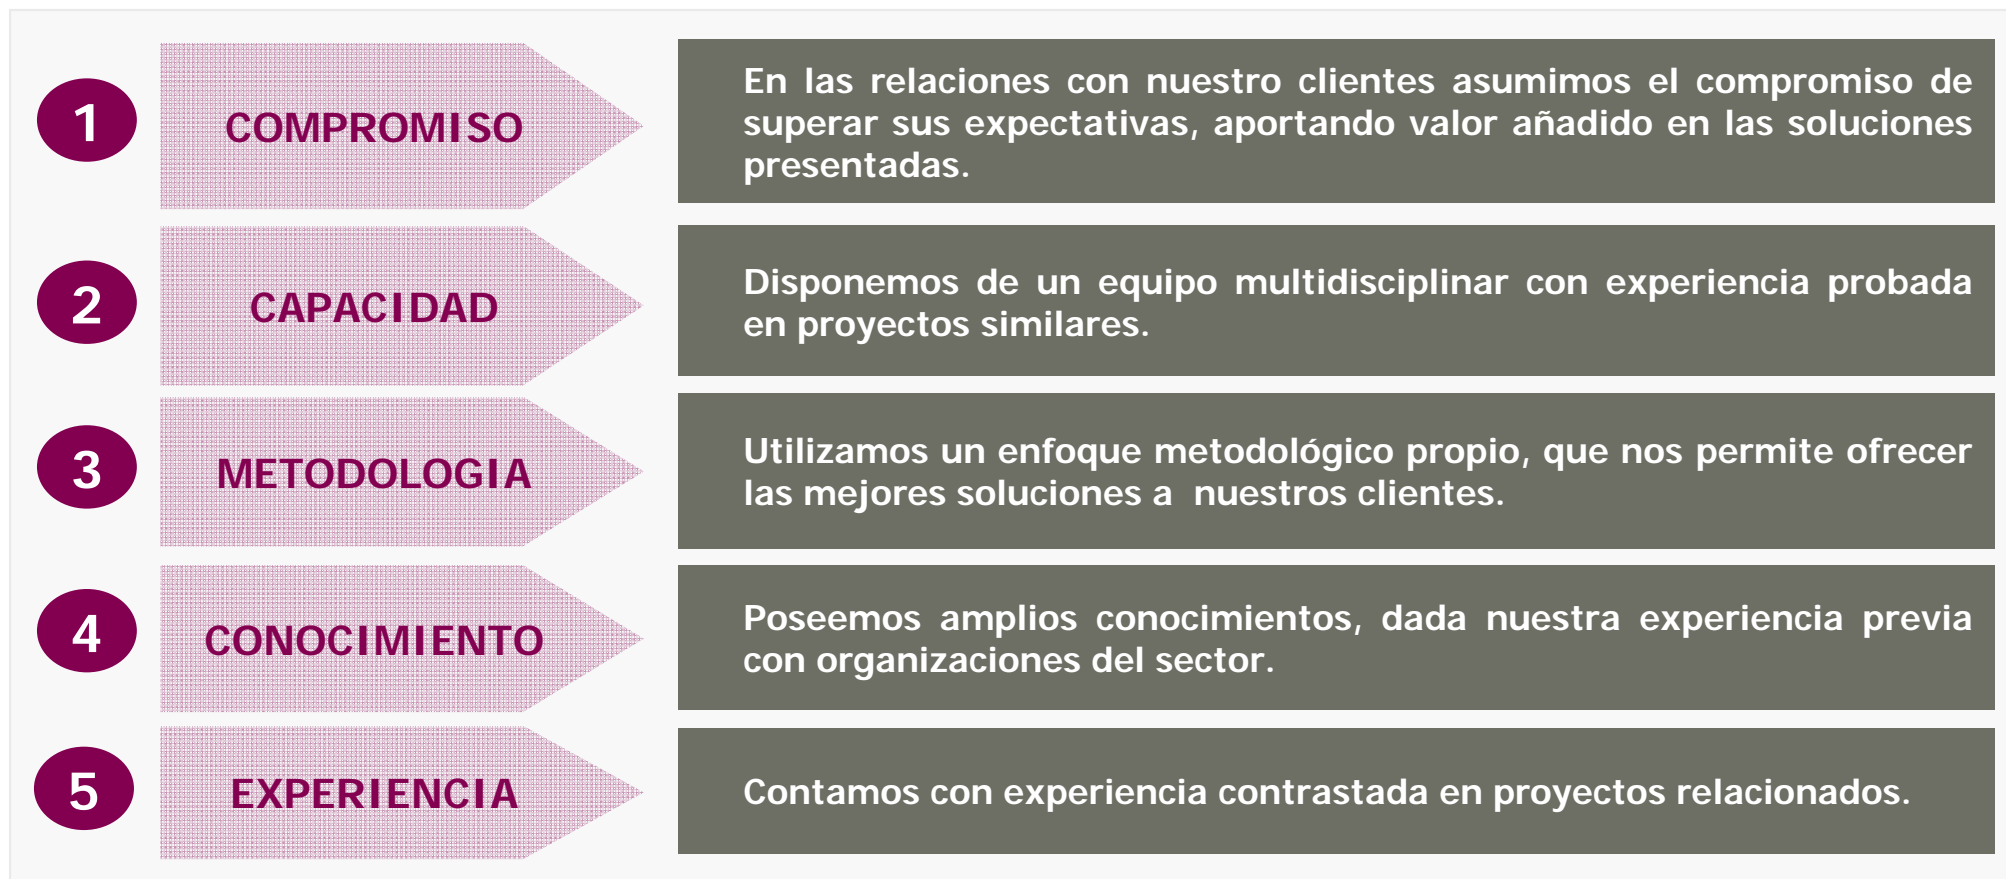 1
COMPROMISO
En las relaciones con nuestro clientes asumimos el compromiso de
superar sus expectativas, aportando valor añadido en las soluciones
presentadas.
2
CAPACIDAD
Disponemos de un equipo multidisciplinar con experiencia probada
en proyectos similares.
3
METODOLOGIA
Utilizamos un enfoque metodológico propio, que nos permite ofrecer
las mejores soluciones a  nuestros clientes.
4
CONOCIMIENTO
Poseemos amplios conocimientos, dada nuestra experiencia previa
con organizaciones del sector.
5
EXPERIENCIA
Contamos con experiencia contrastada en proyectos relacionados.